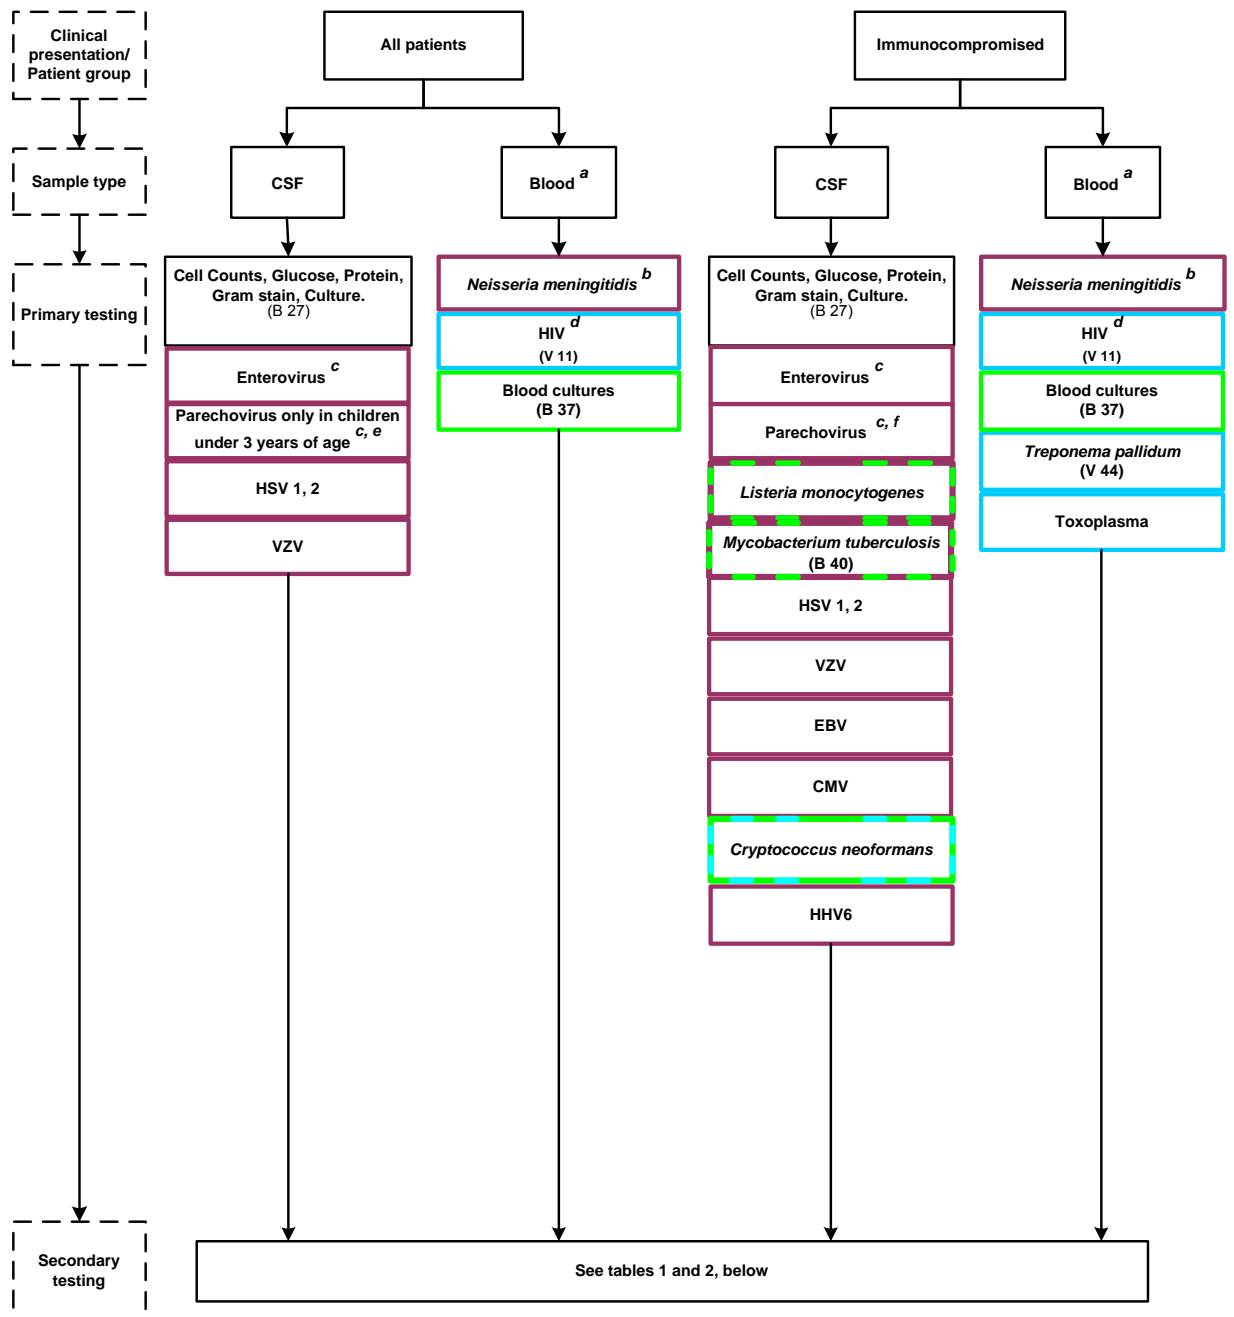 Clinical
presentation/
Patient group
All patients
Immunocompromised
Sample type
CSF
Blood a
CSF
Blood a
Primary testing
Cell Counts, Glucose, Protein,
Gram stain, Culture.
(B 27)
Enterovirus c
Parechovirus only in children
under 3 years of age c, e
HSV 1, 2
VZV
Neisseria meningitidis b
HIV d
(V 11)
Blood cultures
(B 37)
Cell Counts, Glucose, Protein,
Gram stain, Culture.
(B 27)
Enterovirus c
Parechovirus c, f
Listeria monocytogenes
Mycobacterium tuberculosis
(B 40)
HSV 1, 2
VZV
EBV
CMV
Cryptococcus neoformans
HHV6
Neisseria meningitidis b
HIV d
(V 11)
Blood cultures
(B 37)
Treponema pallidum
(V 44)
Toxoplasma
Secondary
testing
See tables 1 and 2, below